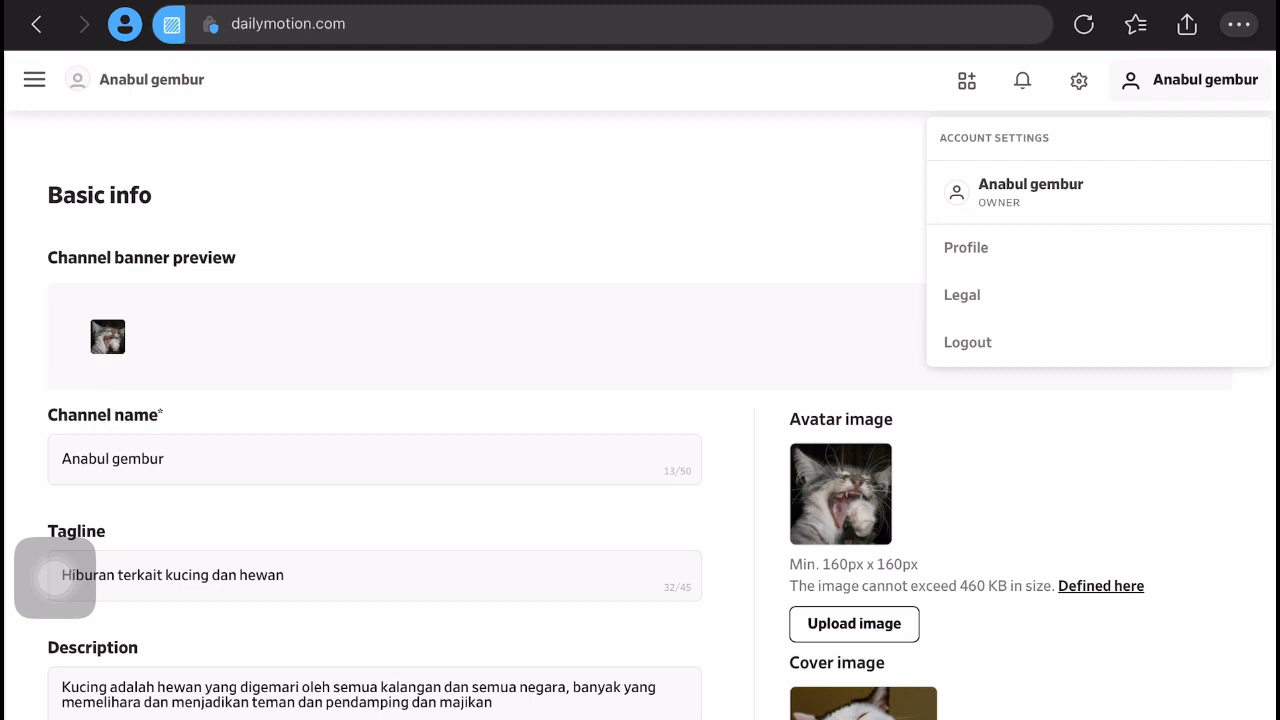 dailymotion.com
Anabul gembur
Anabul gembur
ACCOUNT SETTINGS
Anabul gembur
OWNER
Profile
Legal
Logout
Basic info
Channel banner preview
Channel name*
Anabul gembur
13/50
Tagline
Hiburan terkait kucing dan hewan
32/45
Description
Kucing adalah hewan yang digemari oleh semua kalangan dan semua negara, banyak yang
memelihara dan menjadikan teman dan pendamping dan majikan
Avatar image
Min. 160px x 160px
The image cannot exceed 460 KB in size. Defined here
Upload image
Cover image